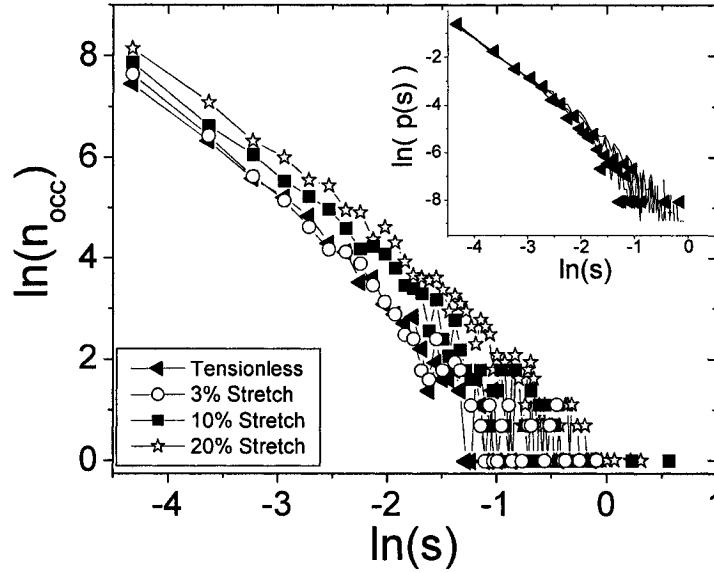 ln(n_occ)
8
6
4
2
0
-4
-3
-2
-1
0
1
ln(s)
Tensionless
3% Stretch
10% Stretch
20% Stretch
ln( p(s) )
-2
-4
-6
-8
-4
-3
-2
-1
0
ln(s)